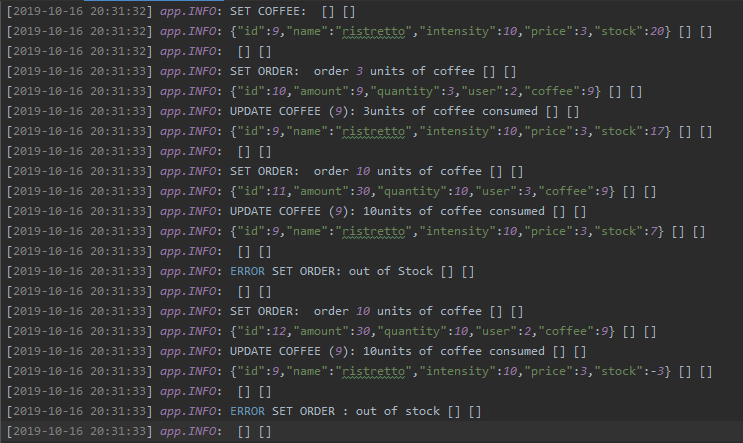 [2019-10-16 20:31:32] app.INFO: SET COFFEE:  [] []
[2019-10-16 20:31:32] app.INFO: {"id":9,"name":"ristretto","intensity":10,"price":3,"stock":20} [] []
[2019-10-16 20:31:32] app.INFO:  [] []
[2019-10-16 20:31:33] app.INFO: SET ORDER:  order 3 units of coffee [] []
[2019-10-16 20:31:33] app.INFO: {"id":10,"amount":9,"quantity":3,"user":2,"coffee":9} [] []
[2019-10-16 20:31:33] app.INFO: UPDATE COFFEE (9): 3units of coffee consumed [] []
[2019-10-16 20:31:33] app.INFO: {"id":9,"name":"ristretto","intensity":10,"price":3,"stock":17} [] []
[2019-10-16 20:31:33] app.INFO:  [] []
[2019-10-16 20:31:33] app.INFO: SET ORDER:  order 10 units of coffee [] []
[2019-10-16 20:31:33] app.INFO: {"id":11,"amount":30,"quantity":10,"user":3,"coffee":9} [] []
[2019-10-16 20:31:33] app.INFO: UPDATE COFFEE (9): 10units of coffee consumed [] []
[2019-10-16 20:31:33] app.INFO: {"id":9,"name":"ristretto","intensity":10,"price":3,"stock":7} [] []
[2019-10-16 20:31:33] app.INFO:  [] []
[2019-10-16 20:31:33] app.INFO: ERROR SET ORDER: out of Stock [] []
[2019-10-16 20:31:33] app.INFO:  [] []
[2019-10-16 20:31:33] app.INFO: SET ORDER:  order 10 units of coffee [] []
[2019-10-16 20:31:33] app.INFO: {"id":12,"amount":30,"quantity":10,"user":2,"coffee":9} [] []
[2019-10-16 20:31:33] app.INFO: UPDATE COFFEE (9): 10units of coffee consumed [] []
[2019-10-16 20:31:33] app.INFO: {"id":9,"name":"ristretto","intensity":10,"price":3,"stock":-3} [] []
[2019-10-16 20:31:33] app.INFO:  [] []
[2019-10-16 20:31:33] app.INFO: ERROR SET ORDER : out of stock [] []
[2019-10-16 20:31:33] app.INFO:  [] []